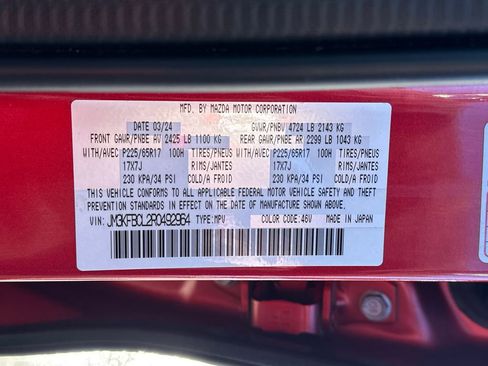 MFD. BY MAZDA MOTOR CORPORATION
DATE 03/24 GVWR/PNBV 4724 LB 2143 KG
FRONT GAWR/PNBE AV 2425 LB 1100 KG REAR GAWR/PNBE AR 2299 LB 1043 KG
WITH/AVEC P225/65R17 100H TIRES/PNEUS WITH/AVEC P225/65R17 100H TIRES/PNEUS
17X7J RIMS/JANTES 17X7J RIMS/JANTES
230 KPA/34 PSI COLD/A FROID 230 KPA/34 PSI COLD/A FROID
THIS VEHICLE CONFORMS TO ALL APPLICABLE FEDERAL MOTOR VEHICLE SAFETY AND THEFT
PREVENTION STANDARDS IN EFFECT ON THE DATE OF MANUFACTURE SHOWN ABOVE.
VIN: JM3KFBCL2R0492964 TYPE: MPV COLOR CODE: 46V MADE IN JAPAN